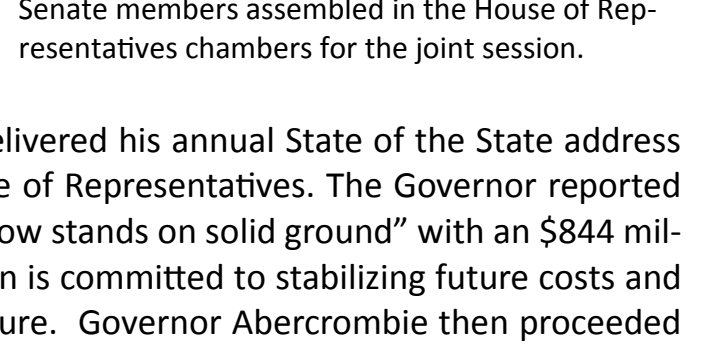 Senate members assembled in the House of Rep-
resentatives chambers for the joint session.
elivered his annual State of the State address
e of Representatives. The Governor reported
ow stands on solid ground” with an $844 mil-
n is committed to stabilizing future costs and
ure.  Governor Abercrombie then proceeded